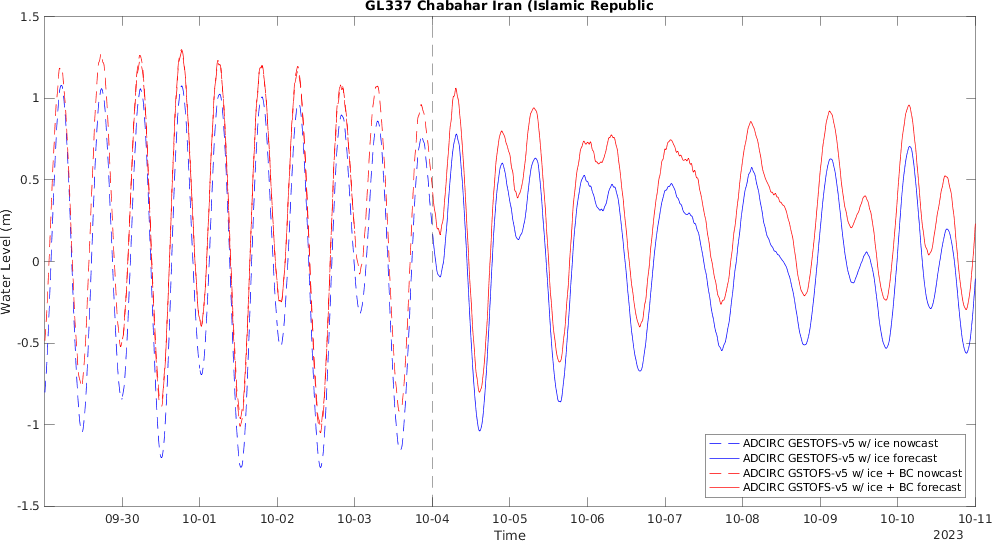 GL337 Chabahar Iran (Islamic Republic
1.5
1
0.5
0
-0.5
-1
-1.5
Water Level (m)
09-30 10-01 10-02 10-03 10-04 10-05 10-06 10-07 10-08 10-09 10-10 10-11
Time
2023
ADCIRC GESTOFS-v5 w/ ice nowcast
ADCIRC GESTOFS-v5 w/ ice forecast
ADCIRC GSTOFS-v5 w/ ice + BC nowcast
ADCIRC GSTOFS-v5 w/ ice + BC forecast